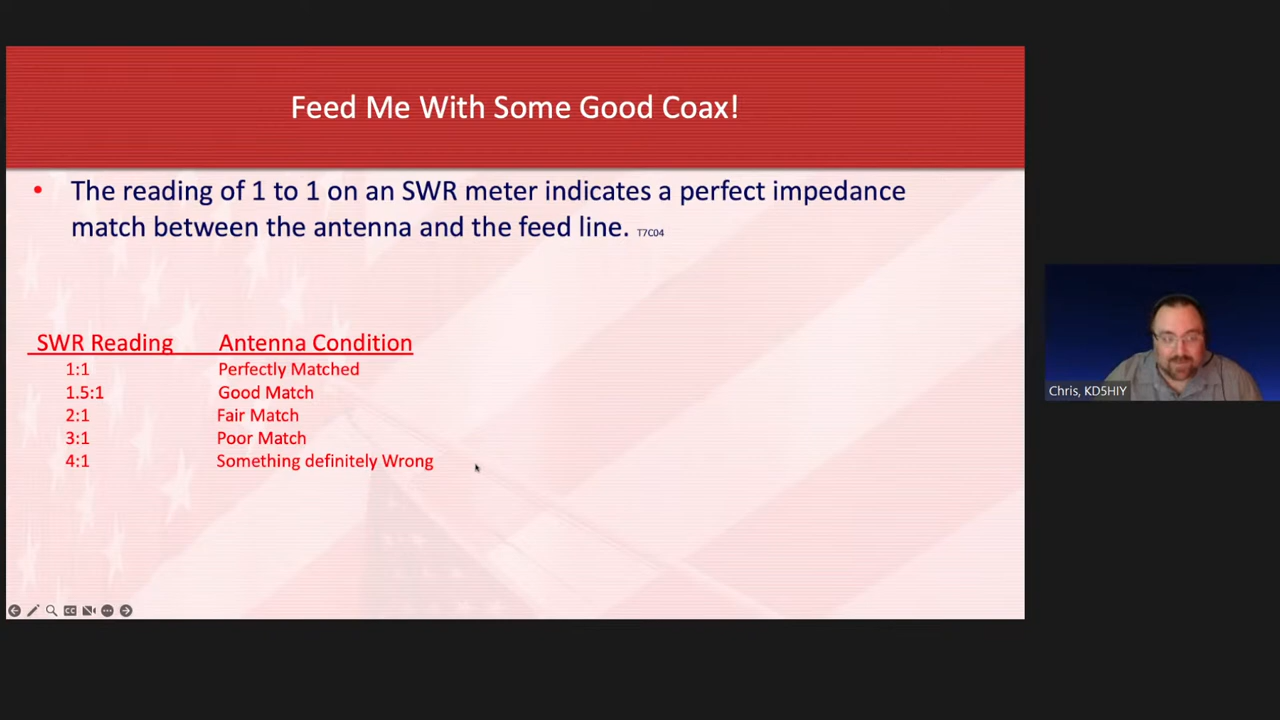 Feed Me With Some Good Coax!
• The reading of 1 to 1 on an SWR meter indicates a perfect impedance
match between the antenna and the feed line. T7C04
SWR Reading Antenna Condition
1:1 Perfectly Matched
1.5:1 Good Match
2:1 Fair Match
3:1 Poor Match
4:1 Something definitely Wrong
Chris, KD5HIY